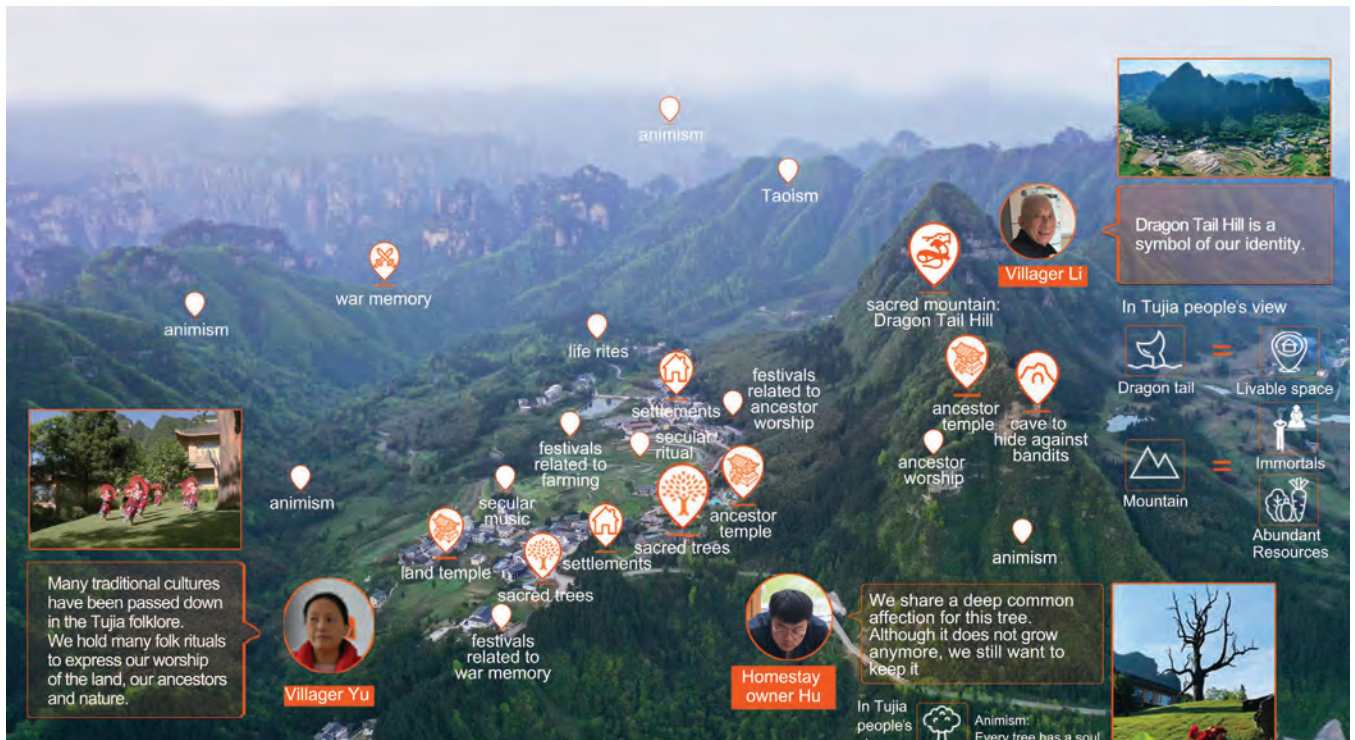 animism
Taoism
Dragon Tail Hill is a
symbol of our identity.
Villager Li
war memory
sacred mountain:
Dragon Tail Hill
In Tujia people's view
animism
life rites
Dragon tail
=
Livable space
settlements
festivals
related to
ancestor
worship
ancestor
temple
cave to
hide against
bandits
festivals
related to
farming
secular
ritual
ancestor
worship
Mountain
=
Immortals
Abundant
Resources
animism
secular
music
ancestor
temple
sacred trees
land temple
settlements
sacred trees
animism
Many traditional cultures
have been passed down
in the Tujia folklore.
We hold many folk rituals
to express our worship
of the land, our ancestors
and nature.
Villager Yu
festivals
related to
war memory
Homestay
owner Hu
We share a deep common
affection for this tree.
Although it does not grow
anymore, we still want to
keep it
In Tujia
people's
Animism:
Every tree has a soul